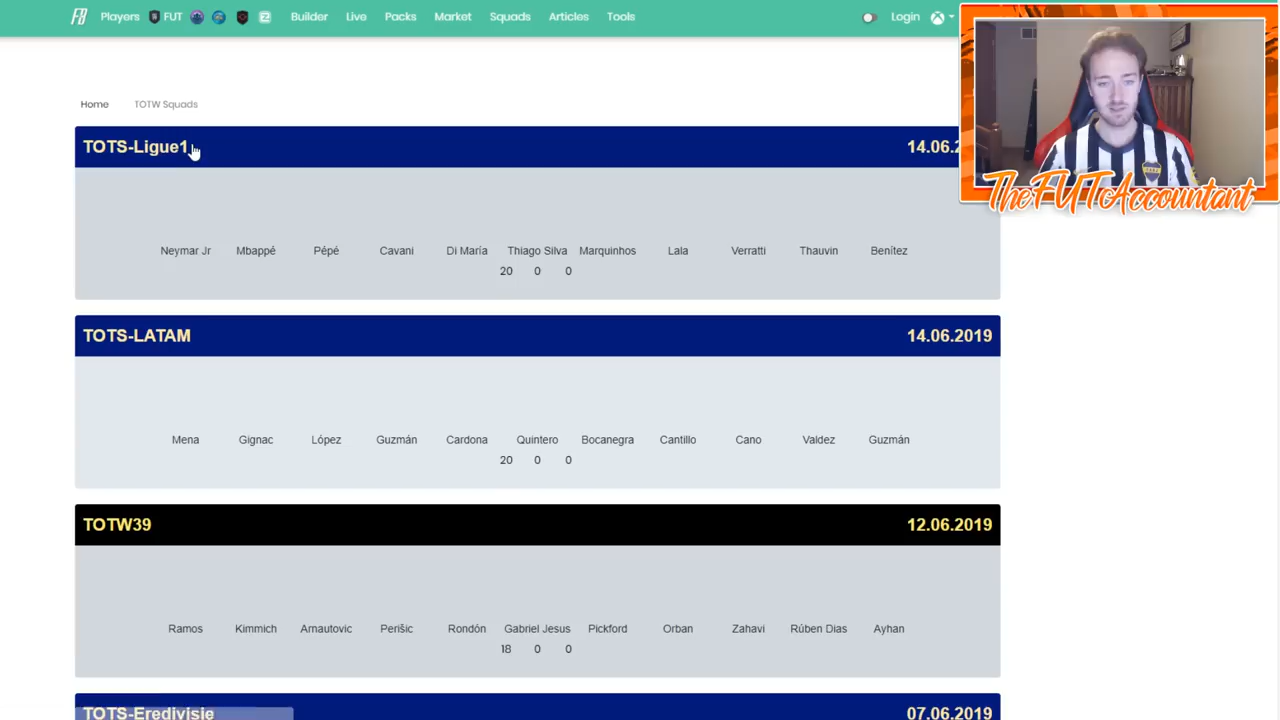 FB Players FUT Builder Live Packs Market Squads Articles Tools Login
Home TOTW Squads
TOTS-Ligue1 14.06.2
Neymar Jr Mbappé Pépé Cavani Di María Thiago Silva Marquinhos Lala Verratti Thauvin Benítez
20 0 0
TOTS-LATAM 14.06.2019
Mena Gignac López Guzmán Cardona Quintero Bocanegra Cantillo Cano Valdez Guzmán
20 0 0
TOTW39 12.06.2019
Ramos Kimmich Arnautovic Perišic Rondón Gabriel Jesus Pickford Orban Zahavi Rúben Dias Ayhan
18 0 0
TOTS-Eredivisie 07.06.2019
TheFUTAccountant